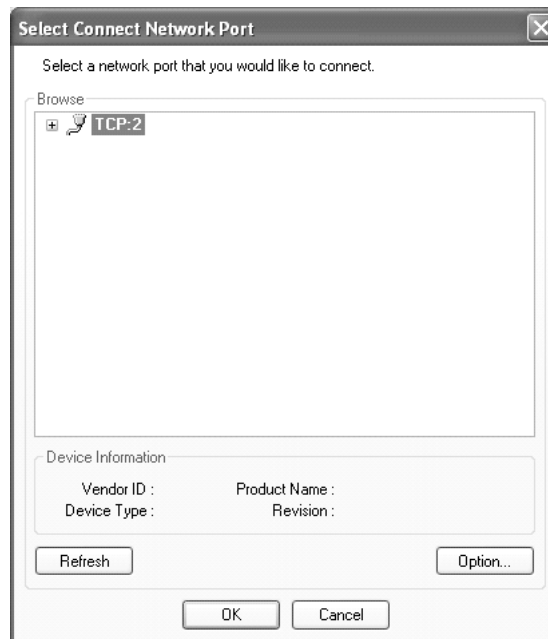 Select Connect Network Port
Select a network port that you would like to connect.
Browse
TCP:2
Device Information
Vendor ID : Product Name :
Device Type : Revision :
Refresh Option...
OK Cancel